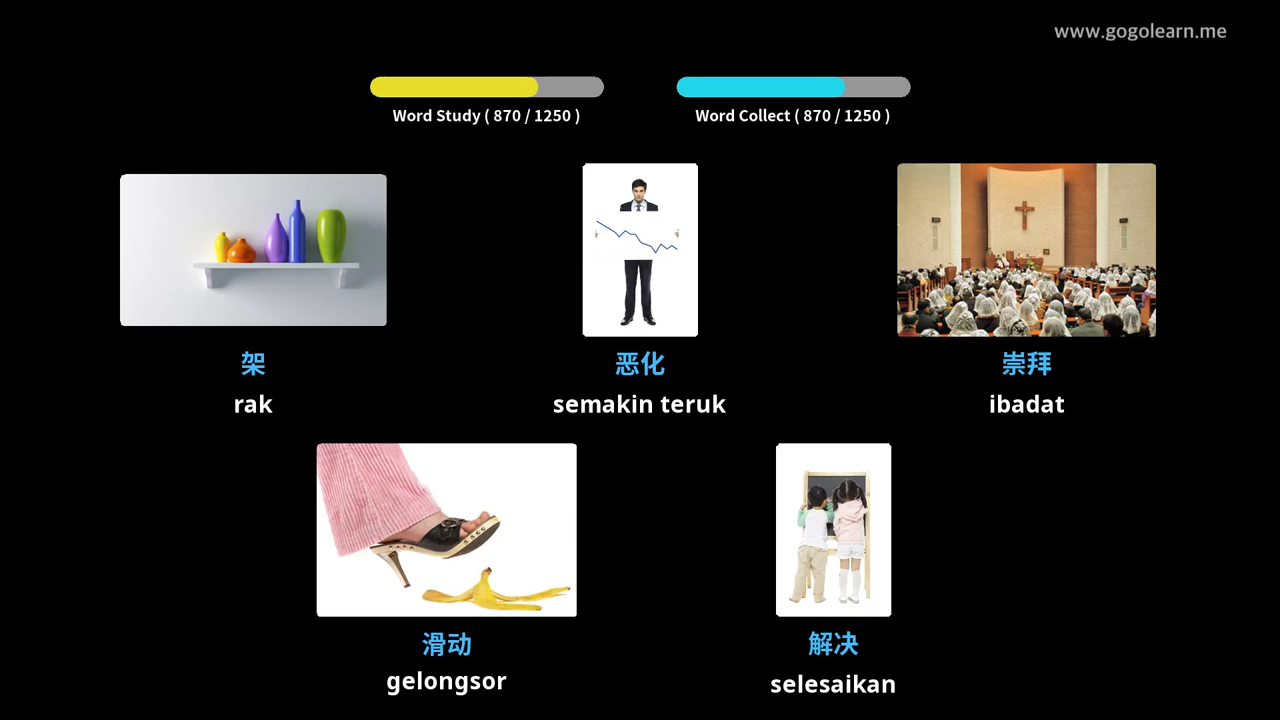 www.gogolearn.me
Word Study ( 870 / 1250 )
Word Collect ( 870 / 1250 )
架
恶化
崇拜
rak
semakin teruk
ibadat
滑动
解决
gelongsor
selesaikan